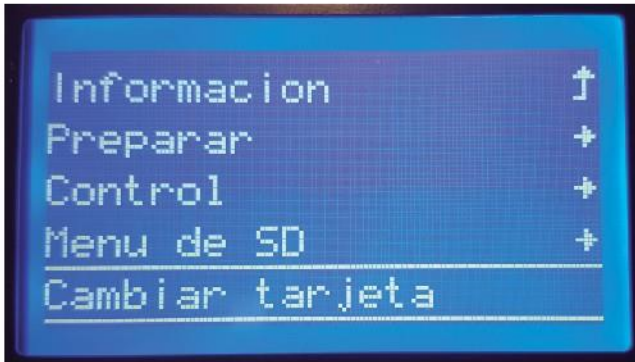 Informacion
Preparar
Control
Menu de SD
Cambiar tarjeta